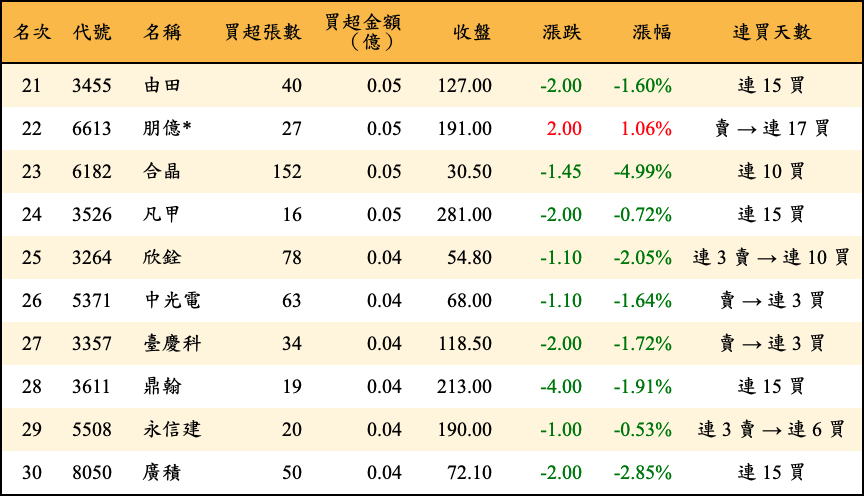 名次 代號 名稱 買超張數 買超金額（億） 收盤 漲跌 漲幅 連買天數
21 3455 由田 40 0.05 127.00 -2.00 -1.60% 連 15 買
22 6613 朋億* 27 0.05 191.00 2.00 1.06% 賣 → 連 17 買
23 6182 合晶 152 0.05 30.50 -1.45 -4.99% 連 10 買
24 3526 凡甲 16 0.05 281.00 -2.00 -0.72% 連 15 買
25 3264 欣銓 78 0.04 54.80 -1.10 -2.05% 連 3 賣 → 連 10 買
26 5371 中光電 63 0.04 68.00 -1.10 -1.64% 賣 → 連 3 買
27 3357 臺慶科 34 0.04 118.50 -2.00 -1.72% 賣 → 連 3 買
28 3611 鼎翰 19 0.04 213.00 -4.00 -1.91% 連 15 買
29 5508 永信建 20 0.04 190.00 -1.00 -0.53% 連 3 賣 → 連 6 買
30 8050 廣積 50 0.04 72.10 -2.00 -2.85% 連 15 買